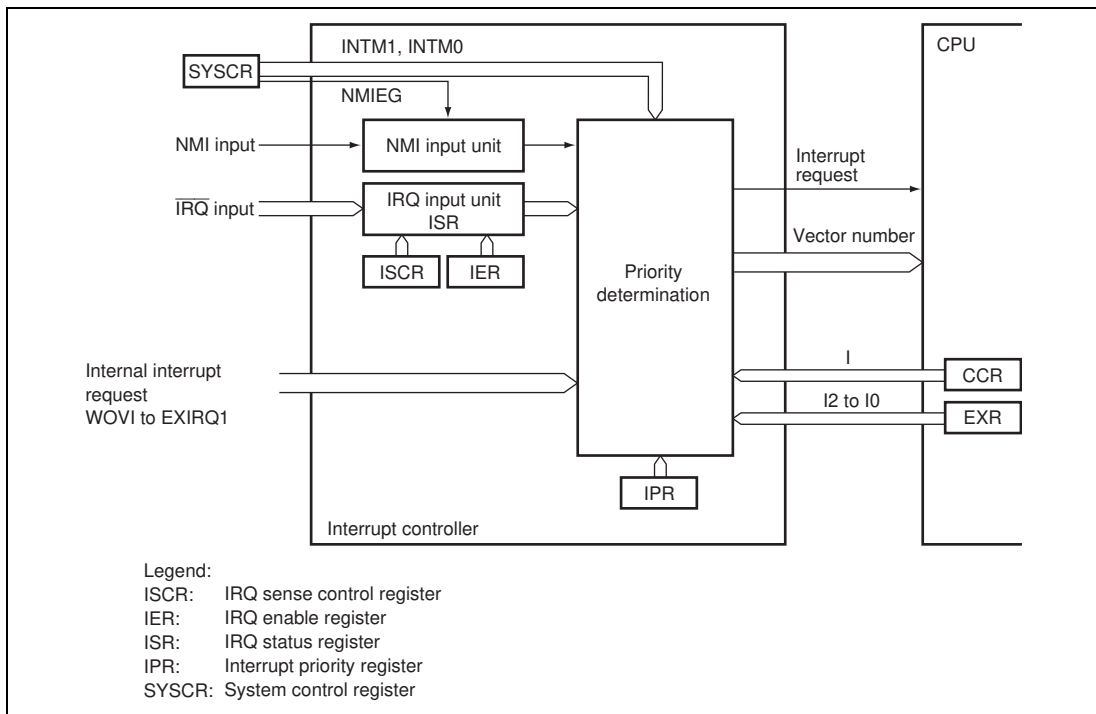 INTM1, INTM0
CPU
SYSCR
NMIEG
NMI input
NMI input unit
Interrupt
request
IRQ input
IRQ input unit
ISR
Vector number
ISCR
IER
Priority
determination
Internal interrupt
request
WOVI to EXIRQ1
I
CCR
I2 to I0
EXR
IPR
Interrupt controller
Legend:
ISCR: IRQ sense control register
IER: IRQ enable register
ISR: IRQ status register
IPR: Interrupt priority register
SYSCR: System control register